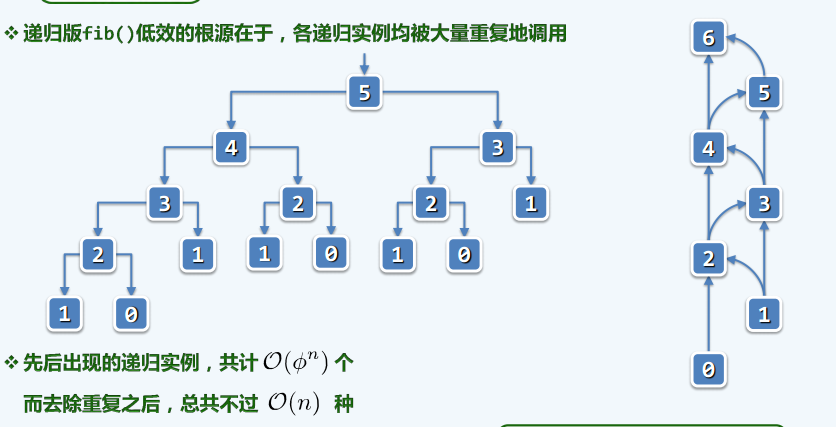 ❖ 递归版fib()低效的根源在于，各递归实例均被大量重复地调用
5
4 3
3 2 2 1
2 1 1 0 1 0
1 0
❖ 先后出现的递归实例，共计 O(ϕⁿ) 个
而去除重复之后，总共不过 O(n) 种
6
5
4
3
2
1
0